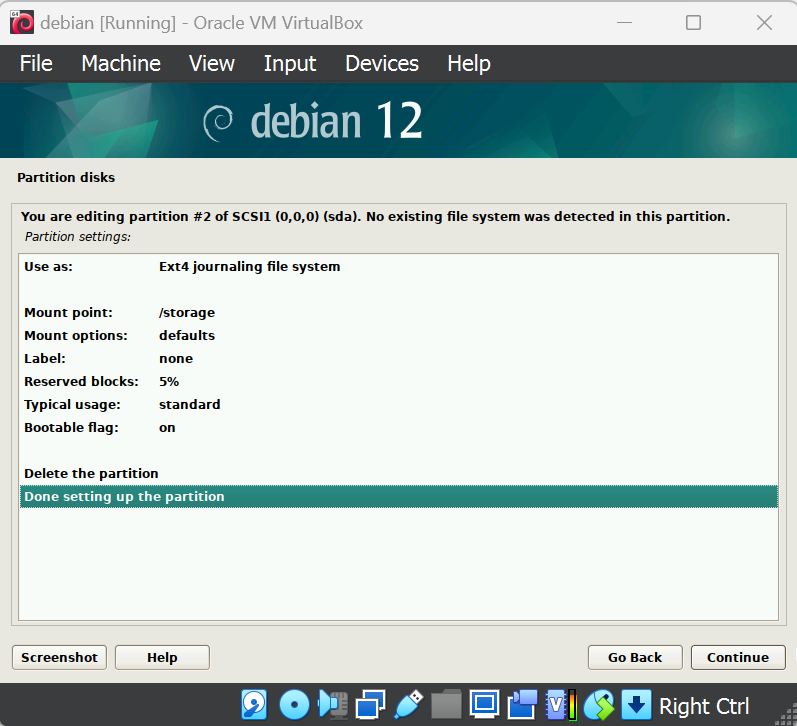 debian [Running] - Oracle VM VirtualBox
File Machine View Input Devices Help
debian 12
Partition disks
You are editing partition #2 of SCSI1 (0,0,0) (sda). No existing file system was detected in this partition.
Partition settings:
Use as: Ext4 journaling file system
Mount point: /storage
Mount options: defaults
Label: none
Reserved blocks: 5%
Typical usage: standard
Bootable flag: on
Delete the partition
Done setting up the partition
Screenshot Help Go Back Continue
V Right Ctrl